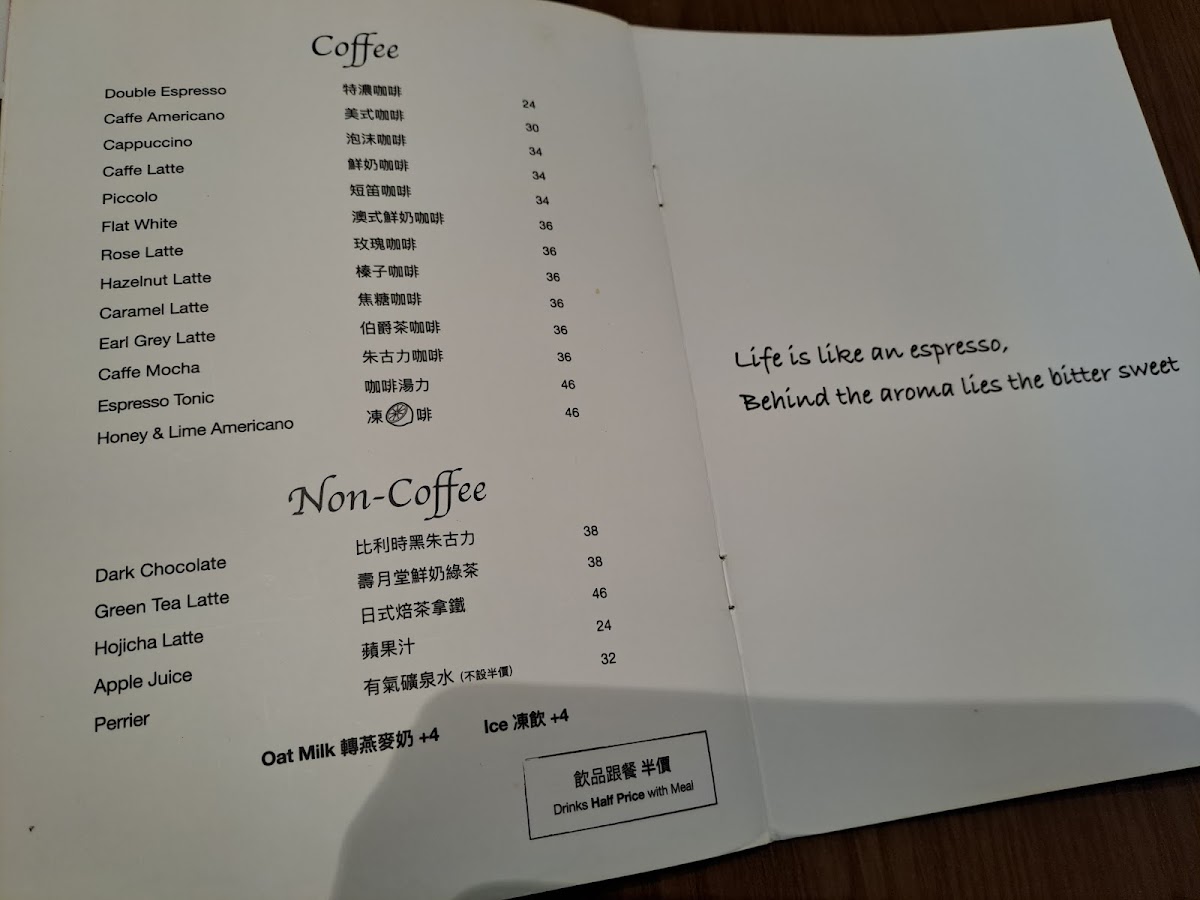 Coffee
Double Espresso 特濃咖啡 24
Caffe Americano 美式咖啡 30
Cappuccino 泡沫咖啡 34
Caffe Latte 鮮奶咖啡 34
Piccolo 短笛咖啡 34
Flat White 澳式鮮奶咖啡 36
Rose Latte 玫瑰咖啡 36
Hazelnut Latte 榛子咖啡 36
Caramel Latte 焦糖咖啡 36
Earl Grey Latte 伯爵茶咖啡 36
Caffe Mocha 朱古力咖啡 36
Espresso Tonic 咖啡湯力 46
Honey & Lime Americano 凍 啡 46
Non-Coffee
Dark Chocolate 比利時黑朱古力 38
Green Tea Latte 壽月堂鮮奶綠茶 38
Hojicha Latte 日式焙茶拿鐵 46
Apple Juice 蘋果汁 24
Perrier 有氣礦泉水 (不設半價) 32
Oat Milk 轉燕麥奶 +4 Ice 凍飲 +4
飲品跟餐 半價
Drinks Half Price with Meal
Life is like an espresso,
Behind the aroma lies the bitter sweet